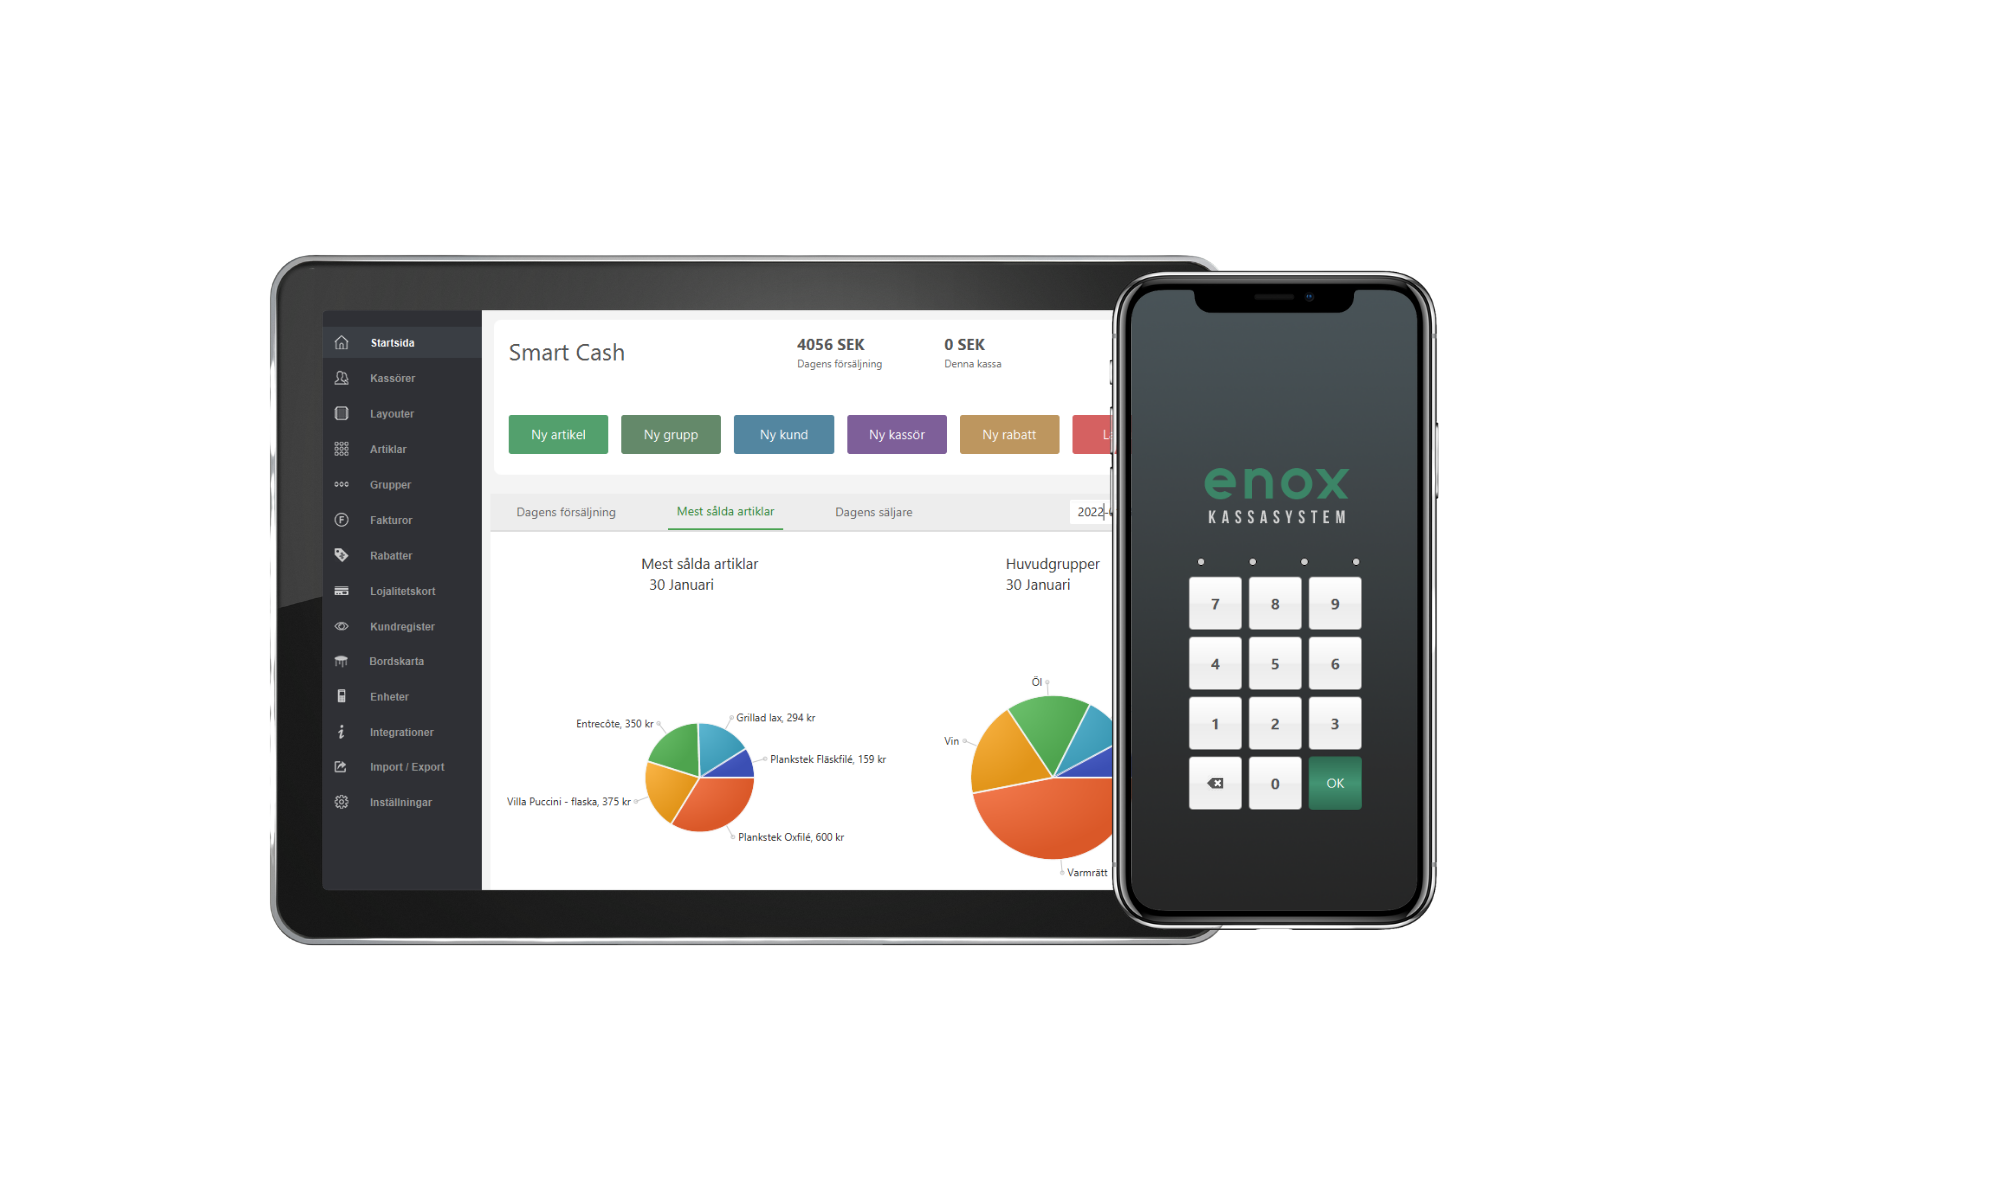 Startsida
Kassörer
Layouter
Artiklar
Grupper
Fakturor
Rabatter
Lojalitetskort
Kundregister
Bordskarta
Enheter
Integrationer
Import / Export
Inställningar
Smart Cash
4056 SEK
Dagens försäljning
0 SEK
Denna kassa
Ny artikel
Ny grupp
Ny kund
Ny kassör
Ny rabatt
Dagens försäljning
Mest sålda artiklar
Dagens säljare
2022-
Mest sålda artiklar
30 Januari
Entrecôte, 350 kr
Grillad lax, 294 kr
Plankstek Fläskfilé, 159 kr
Villa Puccini - flaska, 375 kr
Plankstek Oxfilé, 600 kr
Huvudgrupper
30 Januari
Öl
Vin
Varmrätt
enox
KASSASYSTEM
7 8 9
4 5 6
1 2 3
0 OK